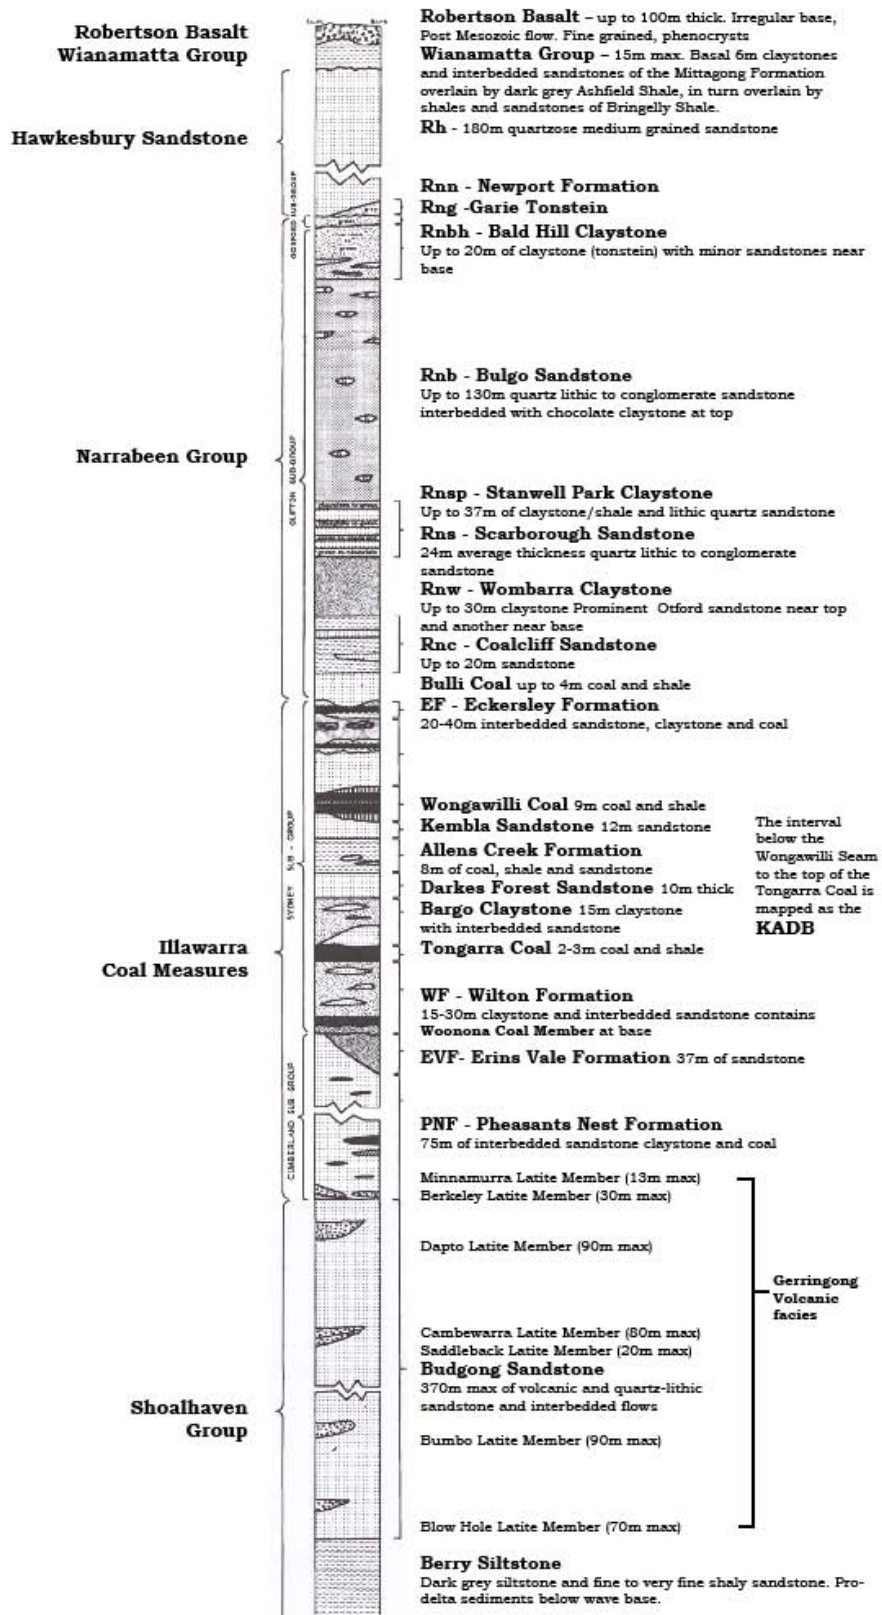 Robertson Basalt
Wianamatta Group
Robertson Basalt – up to 100m thick. Irregular base,
Post Mesozoic flow. Fine grained, phenocrysts
Wianamatta Group – 15m max. Basal 6m claystones
and interbedded sandstones of the Mittagong Formation
overlain by dark grey Ashfield Shale, in turn overlain by
shales and sandstones of Bringelly Shale.
Hawkesbury Sandstone
Rh - 180m quartzose medium grained sandstone
GOSFORD SUB-GROUP
Rnn - Newport Formation
Rng -Garie Tonstein
Rnbh - Bald Hill Claystone
Up to 20m of claystone (tonstein) with minor sandstones near
base
Narrabeen Group
CLIFTON SUB-GROUP
Rnb - Bulgo Sandstone
Up to 130m quartz lithic to conglomerate sandstone
interbedded with chocolate claystone at top
Rnsp - Stanwell Park Claystone
Up to 37m of claystone/shale and lithic quartz sandstone
Rns - Scarborough Sandstone
24m average thickness quartz lithic to conglomerate
sandstone
Rnw - Wombarra Claystone
Up to 30m claystone Prominent Otford sandstone near top
and another near base
Rnc - Coalcliff Sandstone
Up to 20m sandstone
Bulli Coal up to 4m coal and shale
EF - Eckersley Formation
20-40m interbedded sandstone, claystone and coal
Illawarra
Coal Measures
SYDNEY SUB - GROUP
Wongawilli Coal 9m coal and shale
Kembla Sandstone 12m sandstone
Allens Creek Formation
8m of coal, shale and sandstone
Darkes Forest Sandstone 10m thick
Bargo Claystone 15m claystone
with interbedded sandstone
Tongarra Coal 2-3m coal and shale
The interval
below the
Wongawilli Seam
to the top of the
Tongarra Coal is
mapped as the
KADB
WF - Wilton Formation
15-30m claystone and interbedded sandstone contains
Woonona Coal Member at base
CUMBERLAND SUB GROUP
EVF- Erins Vale Formation 37m of sandstone
PNF - Pheasants Nest Formation
75m of interbedded sandstone claystone and coal
Minnamurra Latite Member (13m max)
Berkeley Latite Member (30m max)
Shoalhaven
Group
Dapto Latite Member (90m max)
Cambewarra Latite Member (80m max)
Saddleback Latite Member (20m max)
Budgong Sandstone
370m max of volcanic and quartz-lithic
sandstone and interbedded flows
Bumbo Latite Member (90m max)
Blow Hole Latite Member (70m max)
Gerringong
Volcanic
facies
Berry Siltstone
Dark grey siltstone and fine to very fine shaly sandstone. Pro-
delta sediments below wave base.